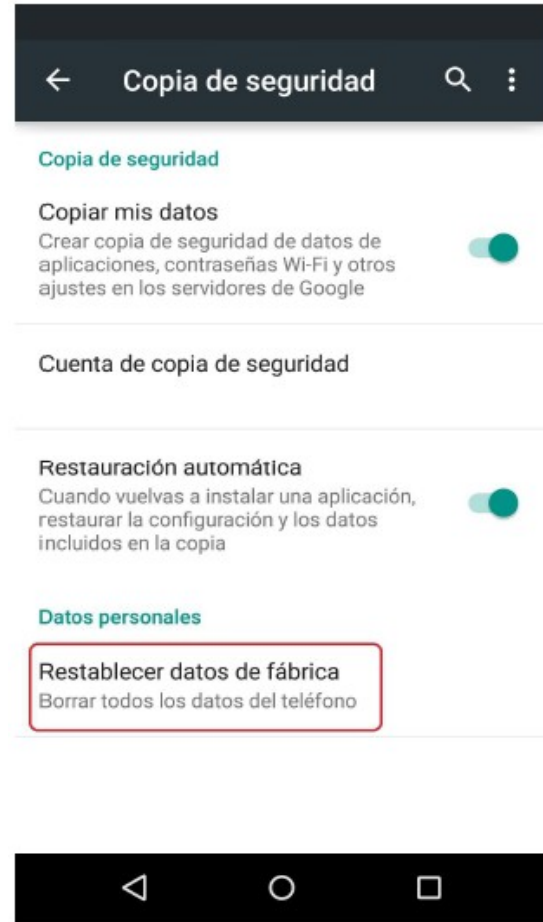 Copia de seguridad
Copia de seguridad
Copiar mis datos
Crear copia de seguridad de datos de
aplicaciones, contraseñas Wi-Fi y otros
ajustes en los servidores de Google
Cuenta de copia de seguridad
Restauración automática
Cuando vuelvas a instalar una aplicación,
restaurar la configuración y los datos
incluidos en la copia
Datos personales
Restablecer datos de fábrica
Borrar todos los datos del teléfono